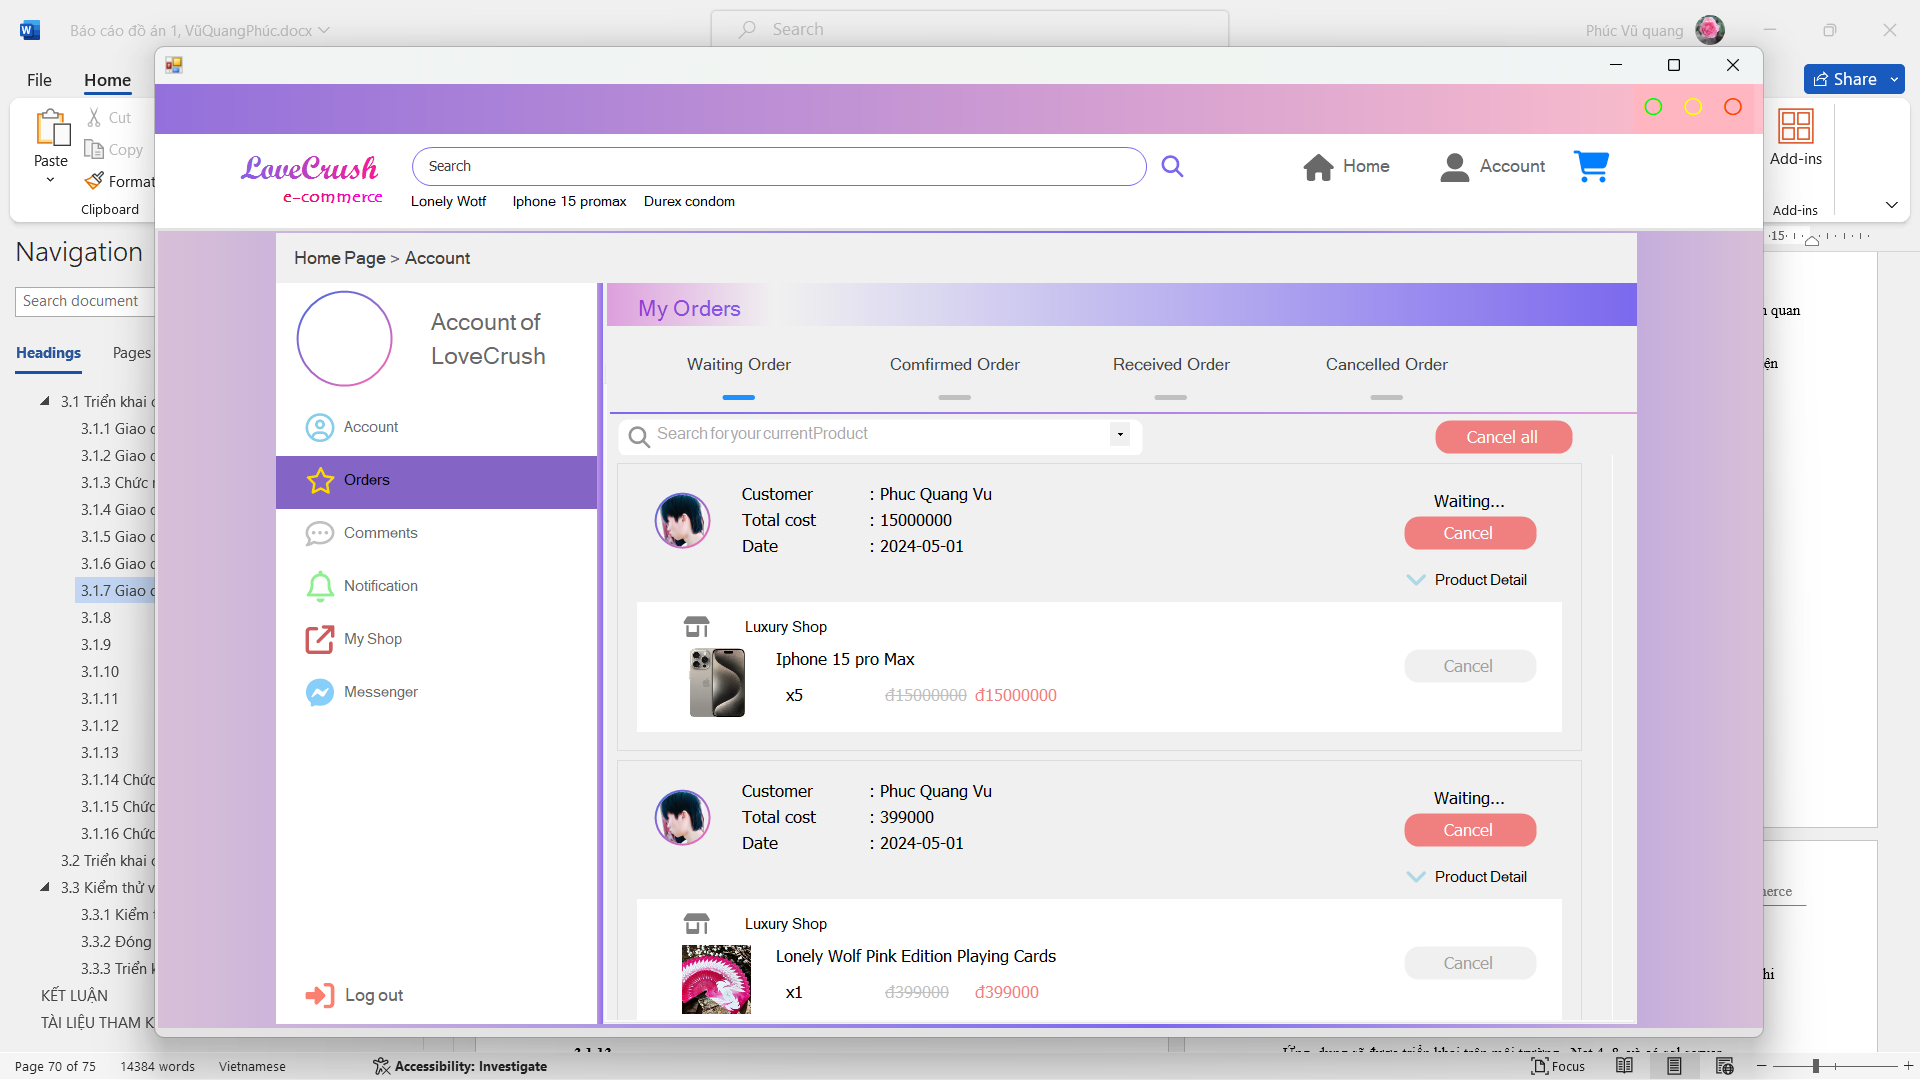 Báo cáo đồ án 1, VũQuangPhúc.docx
Search
Phúc Vũ quang
File
Home
Share
Paste
Cut
Copy
Format
Clipboard
Add-ins
Add-ins
Navigation
Search document
Headings
Pages
3.1 Triển khai
3.1.1 Giao
3.1.2 Giao
3.1.3 Chức
3.1.4 Giao
3.1.5 Giao
3.1.6 Giao
3.1.7 Giao
3.1.8
3.1.9
3.1.10
3.1.11
3.1.12
3.1.13
3.1.14 Chức
3.1.15 Chức
3.1.16 Chức
3.2 Triển khai
3.3 Kiểm thử
3.3.1 Kiểm
3.3.2 Đóng
3.3.3 Triển
KẾT LUẬN
TÀI LIỆU THAM
LoveCrush
e-commerce
Search
Home
Account
Lonely Wotf
Iphone 15 promax
Durex condom
Home Page > Account
Account of
LoveCrush
Account
Orders
Comments
Notification
My Shop
Messenger
Log out
My Orders
Waiting Order
Comfirmed Order
Received Order
Cancelled Order
Search for your current Product
Cancel all
Customer : Phuc Quang Vu
Total cost : 15000000
Date : 2024-05-01
Waiting...
Cancel
Product Detail
Luxury Shop
Iphone 15 pro Max
x5 đ15000000 đ15000000
Cancel
Customer : Phuc Quang Vu
Total cost : 399000
Date : 2024-05-01
Waiting...
Cancel
Product Detail
Luxury Shop
Lonely Wolf Pink Edition Playing Cards
x1 đ399000 đ399000
Cancel
15
quan
Page 70 of 75
14384 words
Vietnamese
Accessibility: Investigate
Focus